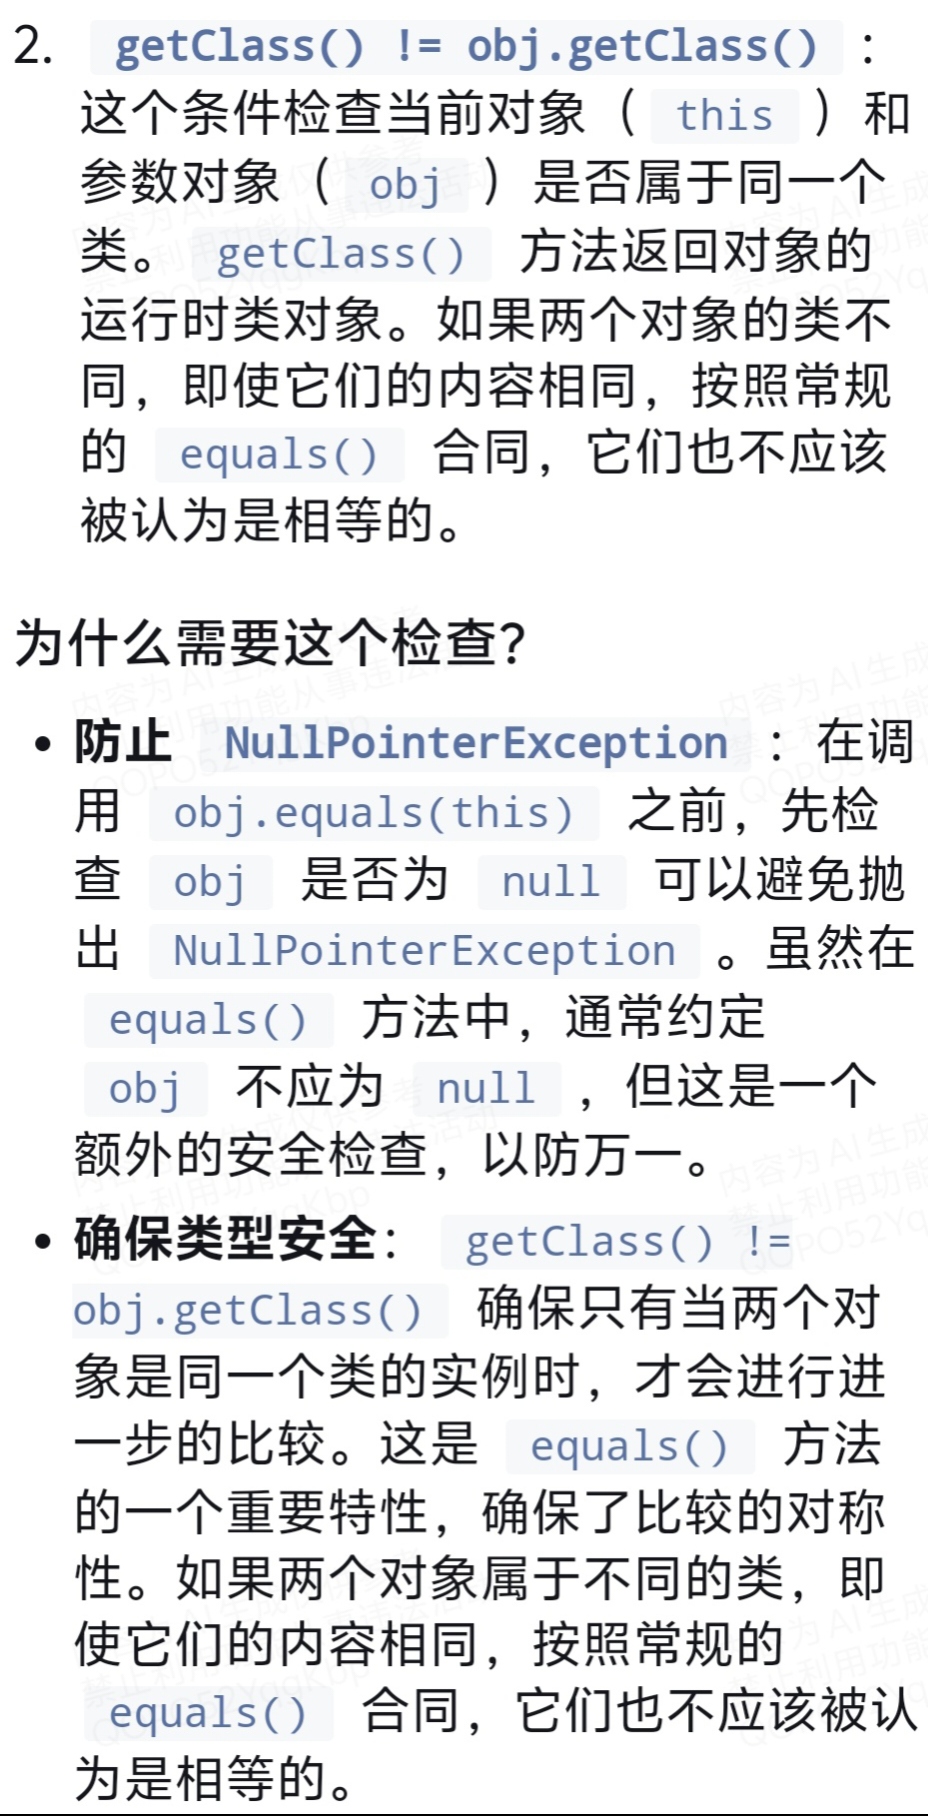 2. getClass() != obj.getClass() ：
这个条件检查当前对象（ this ）和
参数对象（ obj ）是否属于同一个
类。 getClass() 方法返回对象的
运行时类对象。如果两个对象的类不
同，即使它们的内容相同，按照常规
的 equals() 合同，它们也不应该
被认为是相等的。
为什么需要这个检查？
• 防止 NullPointerException ：在调
用 obj.equals(this) 之前，先检
查 obj 是否为 null 可以避免抛
出 NullPointerException 。虽然在
equals() 方法中，通常约定
obj 不应为 null ，但这是一个
额外的安全检查，以防万一。
• 确保类型安全： getClass() !=
obj.getClass() 确保只有当两个对
象是同一个类的实例时，才会进行进
一步的比较。这是 equals() 方法
的一个重要特性，确保了比较的对称
性。如果两个对象属于不同的类，即
使它们的内容相同，按照常规的
equals() 合同，它们也不应该被认
为是相等的。